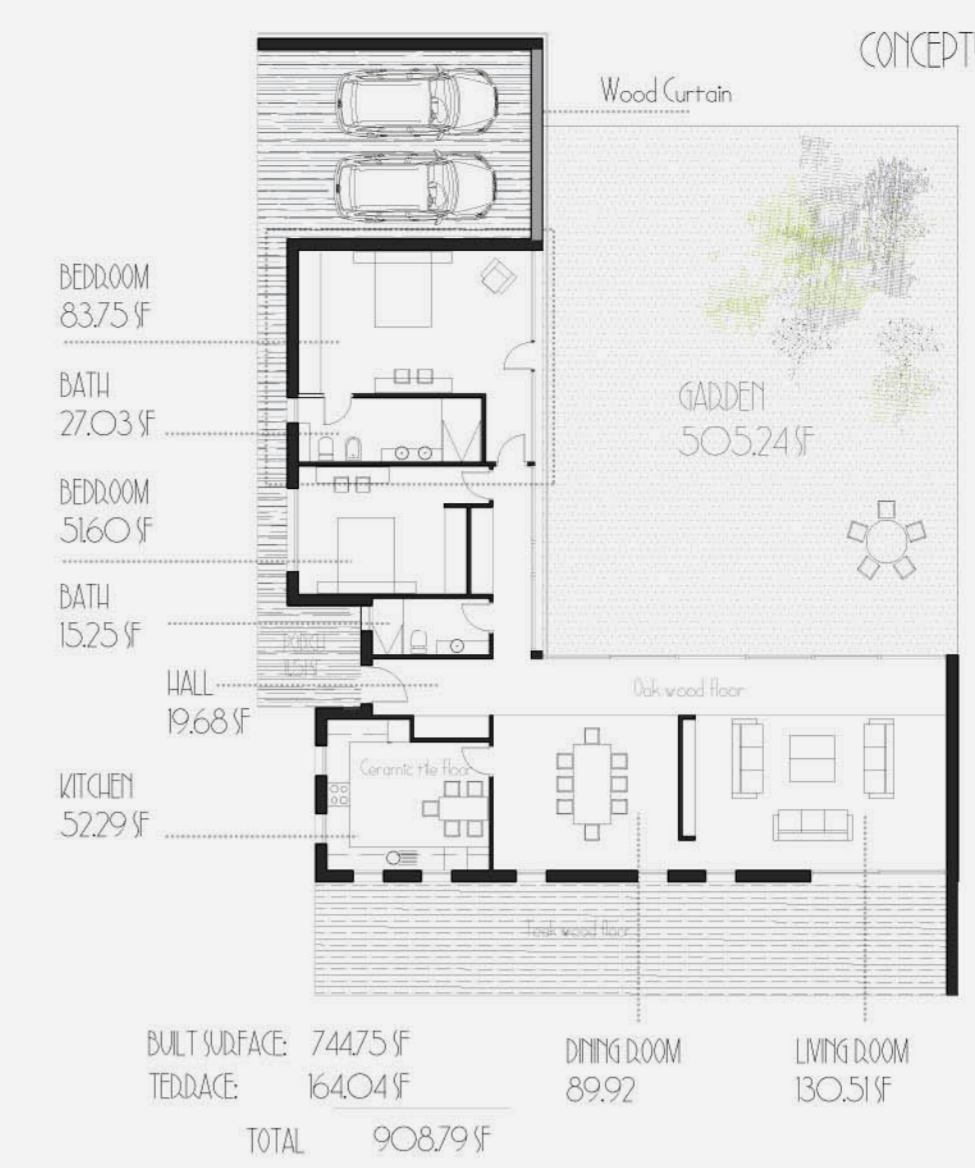 CONCEPT
Wood Curtain
BEDROOM
83.75 SF
BATH
27.03 SF
GARDEN
505.24 SF
BEDROOM
51.60 SF
BATH
15.25 SF
PORCH
HALL
19.68 SF
Oak wood floor
Ceramic tile floor
KITCHEN
52.29 SF
Teak wood floor
BUILT SURFACE: 744.75 SF
TERRACE: 164.04 SF
TOTAL 908.79 SF
DINING ROOM
89.92
LIVING ROOM
130.51 SF